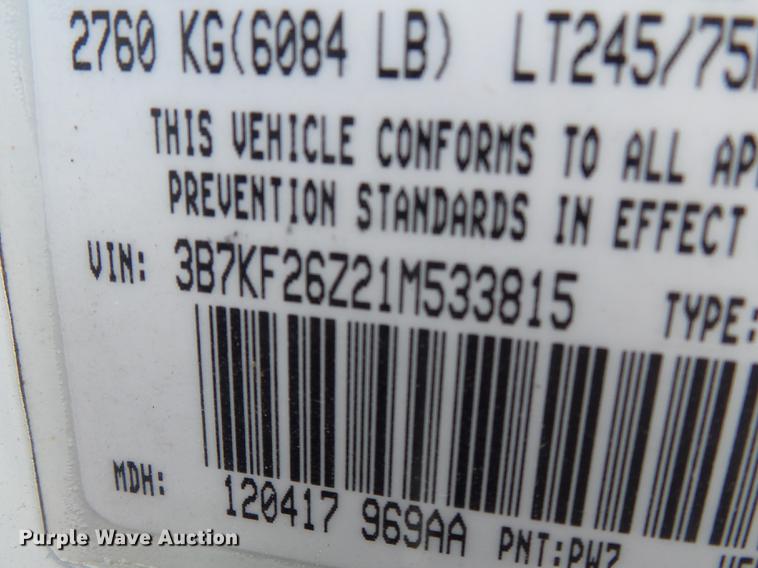 2760 KG(6084 LB) LT245/75
THIS VEHICLE CONFORMS TO ALL AP
PREVENTION STANDARDS IN EFFECT
VIN: 3B7KF26Z21M533815 TYPE:
MDH: 120417 969AA PNT:PW7
Purple Wave Auction